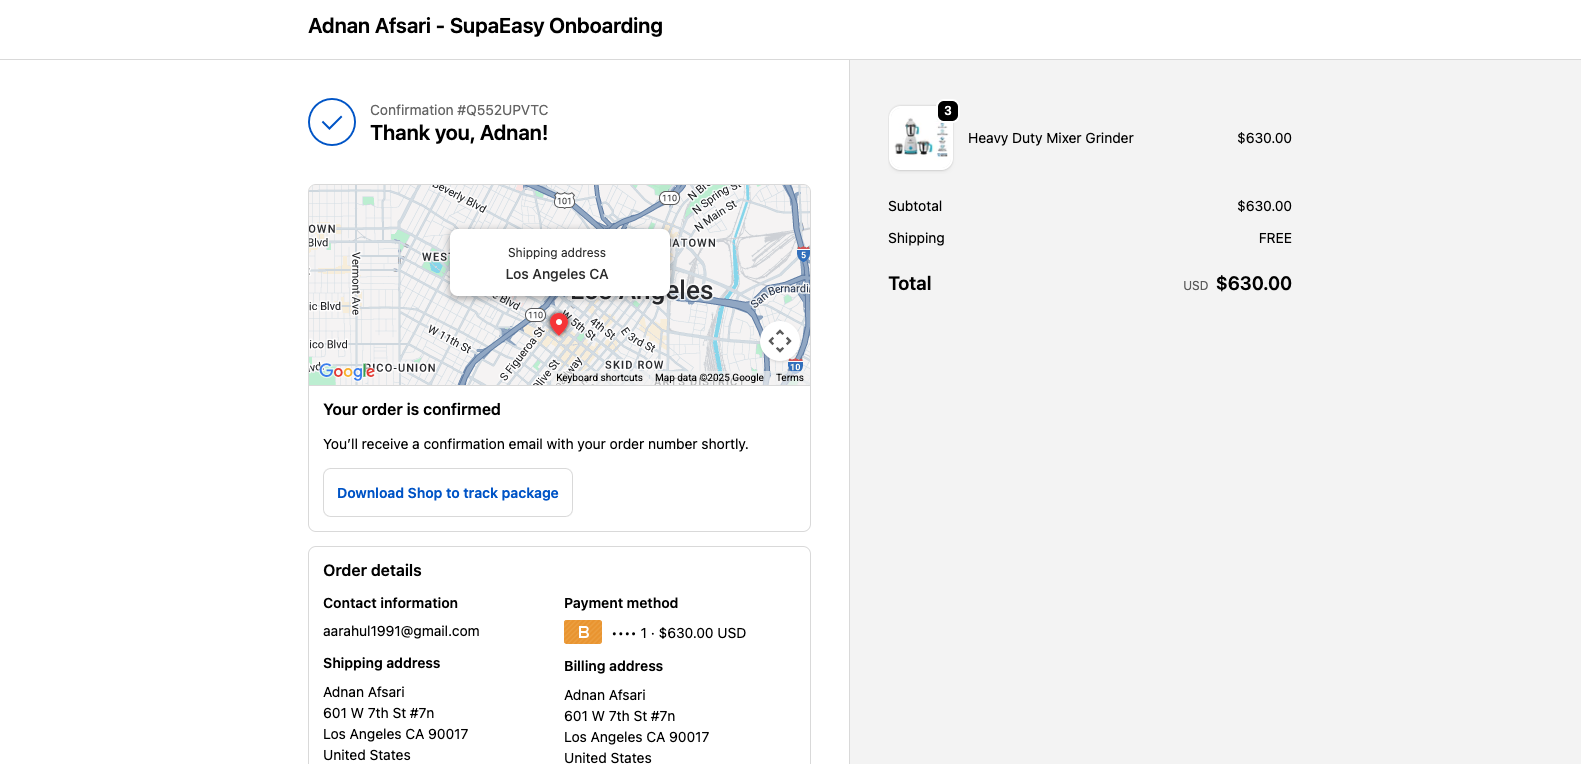 Adnan Afsari - SupaEasy Onboarding
Confirmation #Q552UPVTC
Thank you, Adnan!
Beverly Blvd
101
110
N Spring St
N Main St
OWN
Blvd
Vermont Ave
WEST
ATOWN
5
Shipping address
Los Angeles CA
Los Angeles
San Bernardi
ic Blvd
Blvd
110
W 5th St
4th St
E 3rd St
W 11th St
S Figueroa St
ico Blvd
PICO-UNION
Olive St
way
SKID ROW
10
Google
Keyboard shortcuts
Map data ©2025 Google
Terms
Your order is confirmed
You’ll receive a confirmation email with your order number shortly.
Download Shop to track package
Order details
Contact information
aarahul1991@gmail.com
Shipping address
Adnan Afsari
601 W 7th St #7n
Los Angeles CA 90017
United States
Payment method
B •••• 1 · $630.00 USD
Billing address
Adnan Afsari
601 W 7th St #7n
Los Angeles CA 90017
United States
3
Heavy Duty Mixer Grinder $630.00
Subtotal $630.00
Shipping FREE
Total USD $630.00